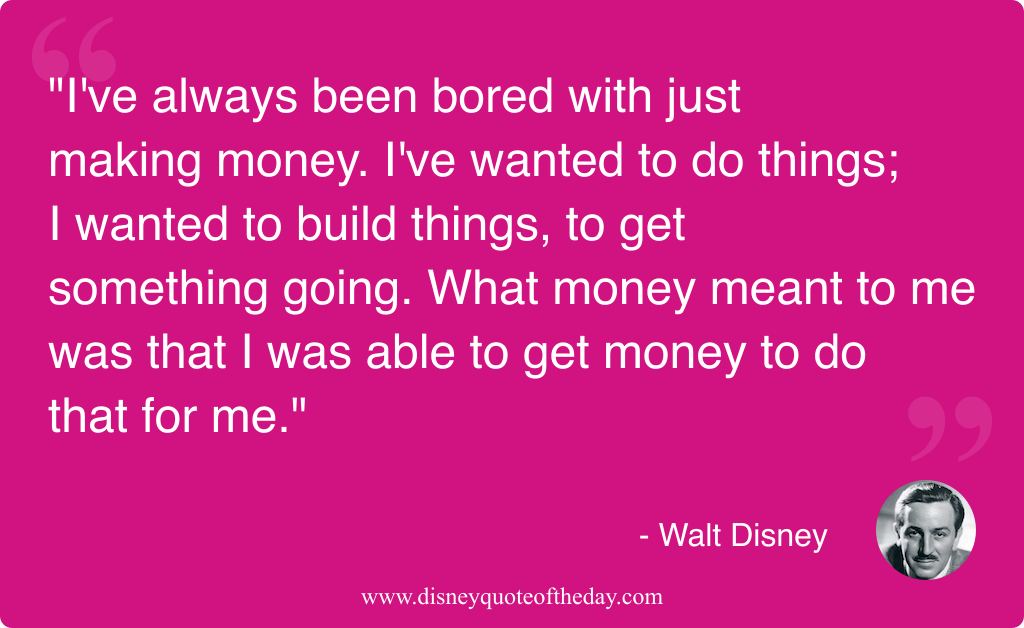 "I've always been bored with just
making money. I've wanted to do things;
I wanted to build things, to get
something going. What money meant to me
was that I was able to get money to do
that for me."
- Walt Disney
www.disneyquoteoftheday.com